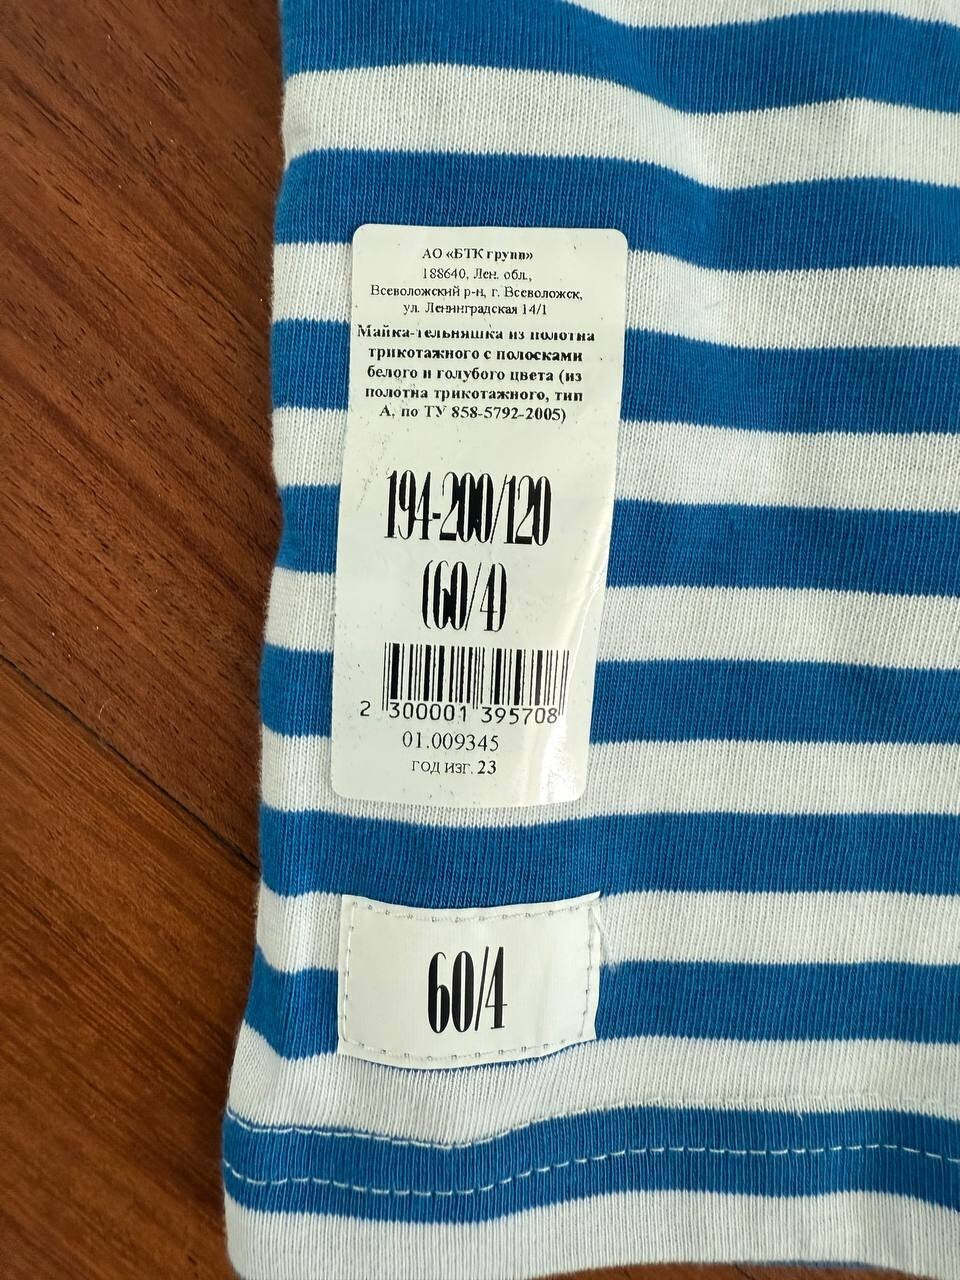 АО «БТК групп»
188640, Лен. обл.,
Всеволожский р-н, г. Всеволожск,
ул. Ленинградская 14/1
Майка-тельняшка из полотна
трикотажного с полосками
белого и голубого цвета (из
полотна трикотажного, тип
А, по ТУ 858-5792-2005)
194-200/120
(60/4)
2 300001 395708
01.009345
ГОД ИЗГ. 23
60/4